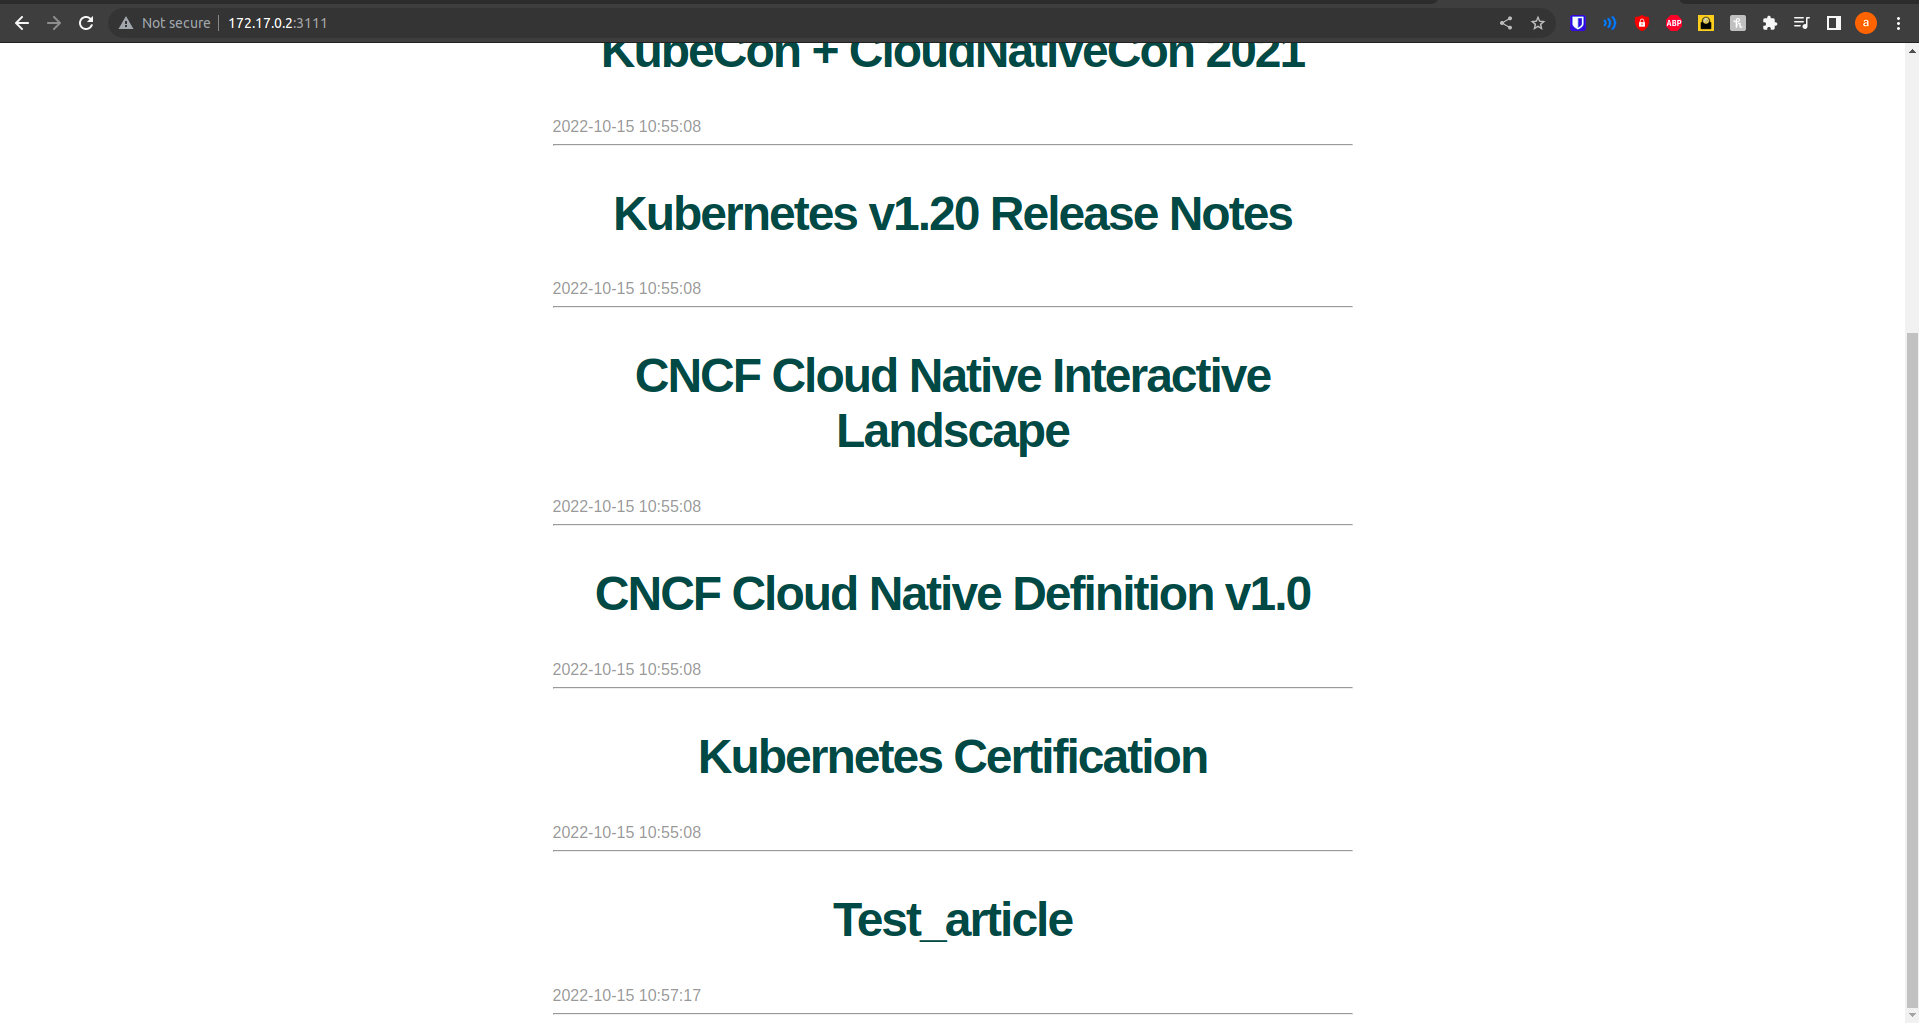 Not secure 172.17.0.2:3111
ABP
a
KubeCon + CloudNativeCon 2021
2022-10-15 10:55:08
Kubernetes v1.20 Release Notes
2022-10-15 10:55:08
CNCF Cloud Native Interactive
Landscape
2022-10-15 10:55:08
CNCF Cloud Native Definition v1.0
2022-10-15 10:55:08
Kubernetes Certification
2022-10-15 10:55:08
Test_article
2022-10-15 10:57:17